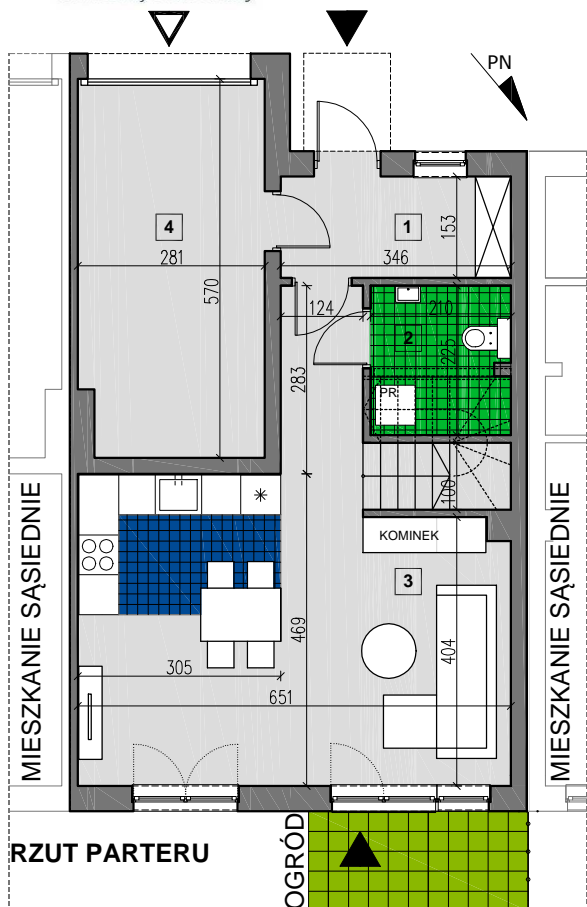 PN
4
1
153
281
346
570
124
210
2
225
283
PR
100
KOMINEK
3
MIESZKANIE SĄSIEDNIE
MIESZKANIE SĄSIEDNIE
469
404
305
651
RZUT PARTERU
OGRÓD